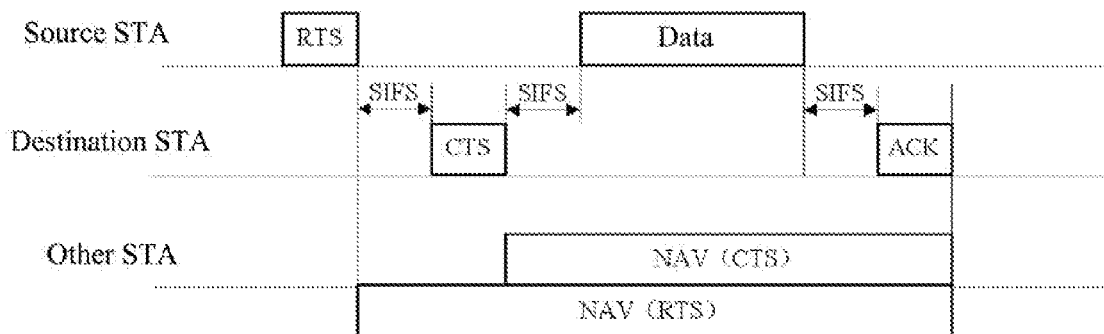 Source STA
RTS
Data
SIFS
SIFS
SIFS
Destination STA
CTS
ACK
Other STA
NAV (CTS)
NAV (RTS)